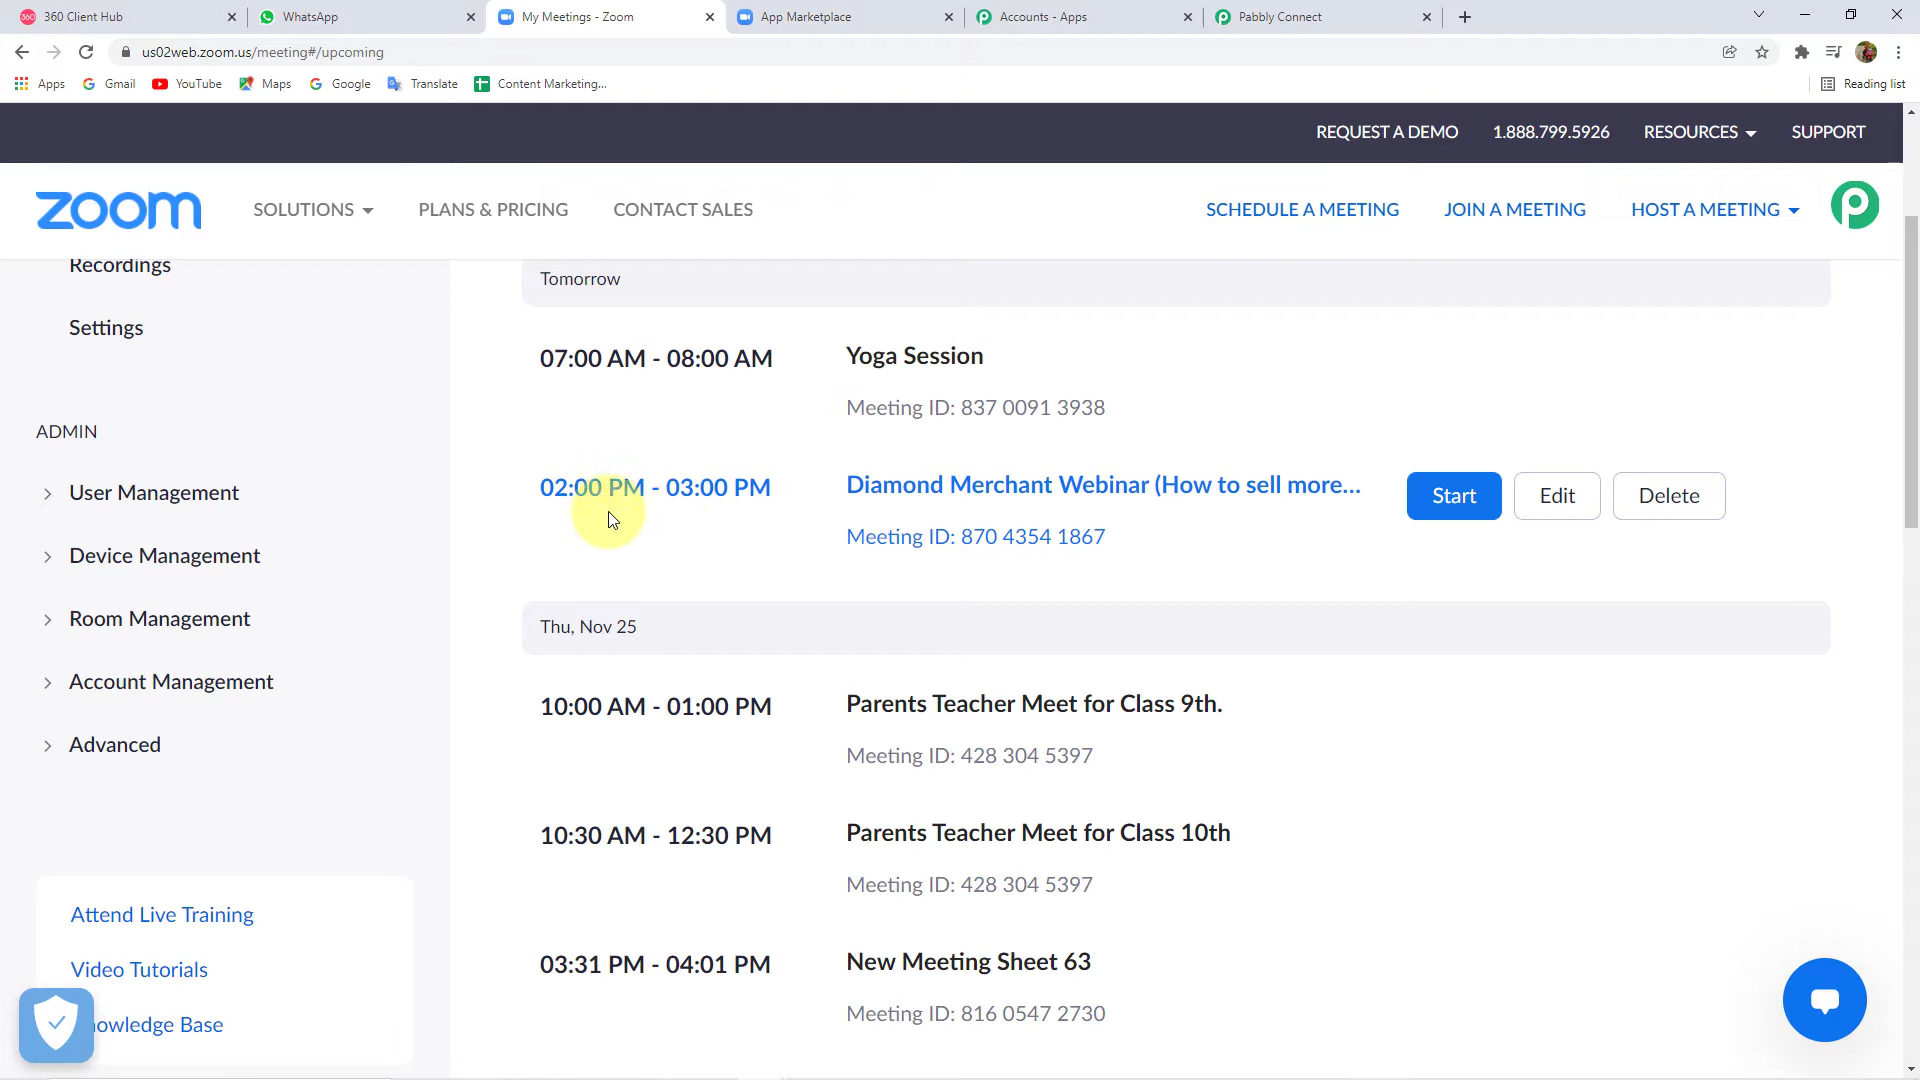 360 Client Hub
WhatsApp
My Meetings - Zoom
App Marketplace
Accounts - Apps
Pabbly Connect
us02web.zoom.us/meeting#/upcoming
Apps
Gmail
YouTube
Maps
Google
Translate
Content Marketing...
Reading list
REQUEST A DEMO
1.888.799.5926
RESOURCES
SUPPORT
zoom
SOLUTIONS
PLANS & PRICING
CONTACT SALES
SCHEDULE A MEETING
JOIN A MEETING
HOST A MEETING
Recordings
Settings
ADMIN
User Management
Device Management
Room Management
Account Management
Advanced
Attend Live Training
Video Tutorials
nowledge Base
Tomorrow
07:00 AM - 08:00 AM
Yoga Session
Meeting ID: 837 0091 3938
02:00 PM - 03:00 PM
Diamond Merchant Webinar (How to sell more...
Meeting ID: 870 4354 1867
Start
Edit
Delete
Thu, Nov 25
10:00 AM - 01:00 PM
Parents Teacher Meet for Class 9th.
Meeting ID: 428 304 5397
10:30 AM - 12:30 PM
Parents Teacher Meet for Class 10th
Meeting ID: 428 304 5397
03:31 PM - 04:01 PM
New Meeting Sheet 63
Meeting ID: 816 0547 2730